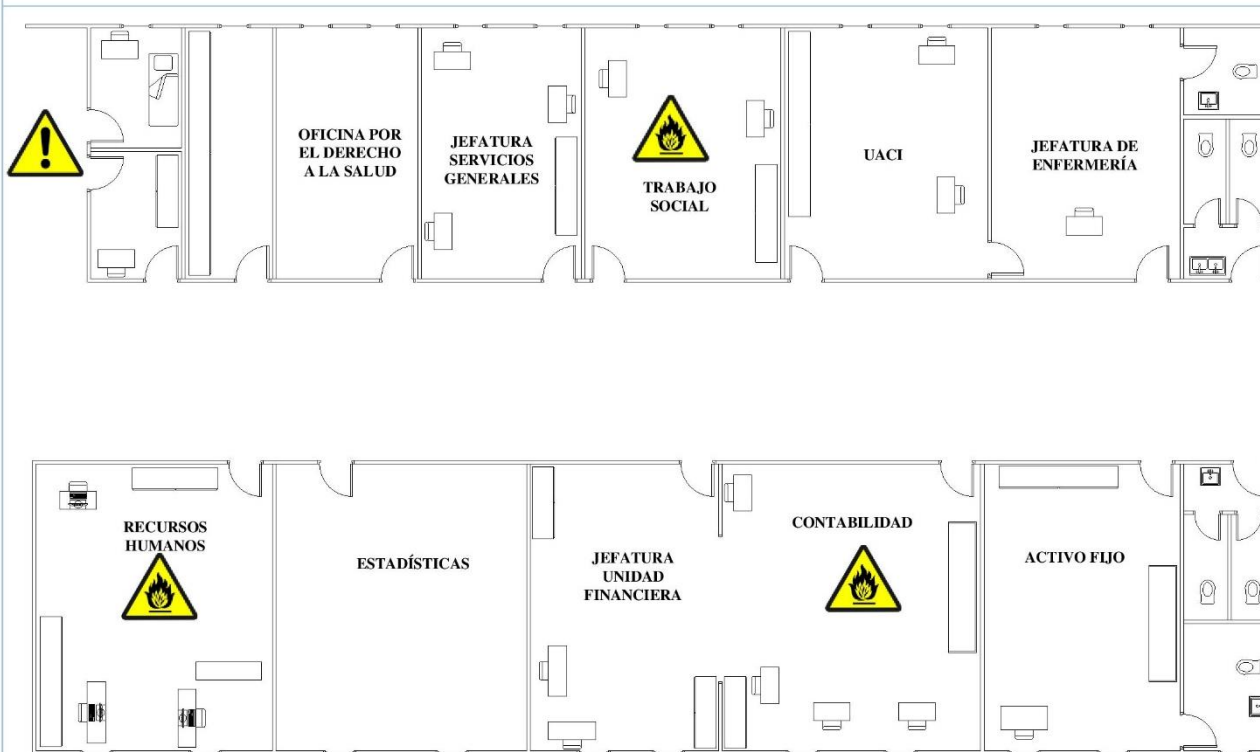 OFICINA POR
EL DERECHO
A LA SALUD
JEFATURA
SERVICIOS
GENERALES
TRABAJO
SOCIAL
UACI
JEFATURA DE
ENFERMERÍA
RECURSOS
HUMANOS
ESTADÍSTICAS
JEFATURA
UNIDAD
FINANCIERA
CONTABILIDAD
ACTIVO FIJO